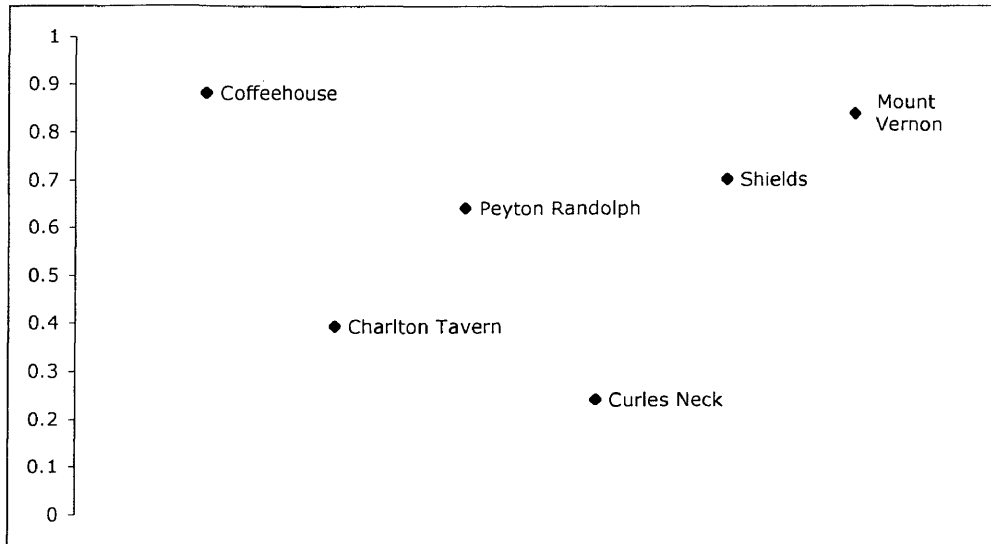 1
0.9
Coffeehouse
Mount
Vernon
0.8
0.7
Shields
Peyton Randolph
0.6
0.5
0.4
Charlton Tavern
0.3
Curles Neck
0.2
0.1
0